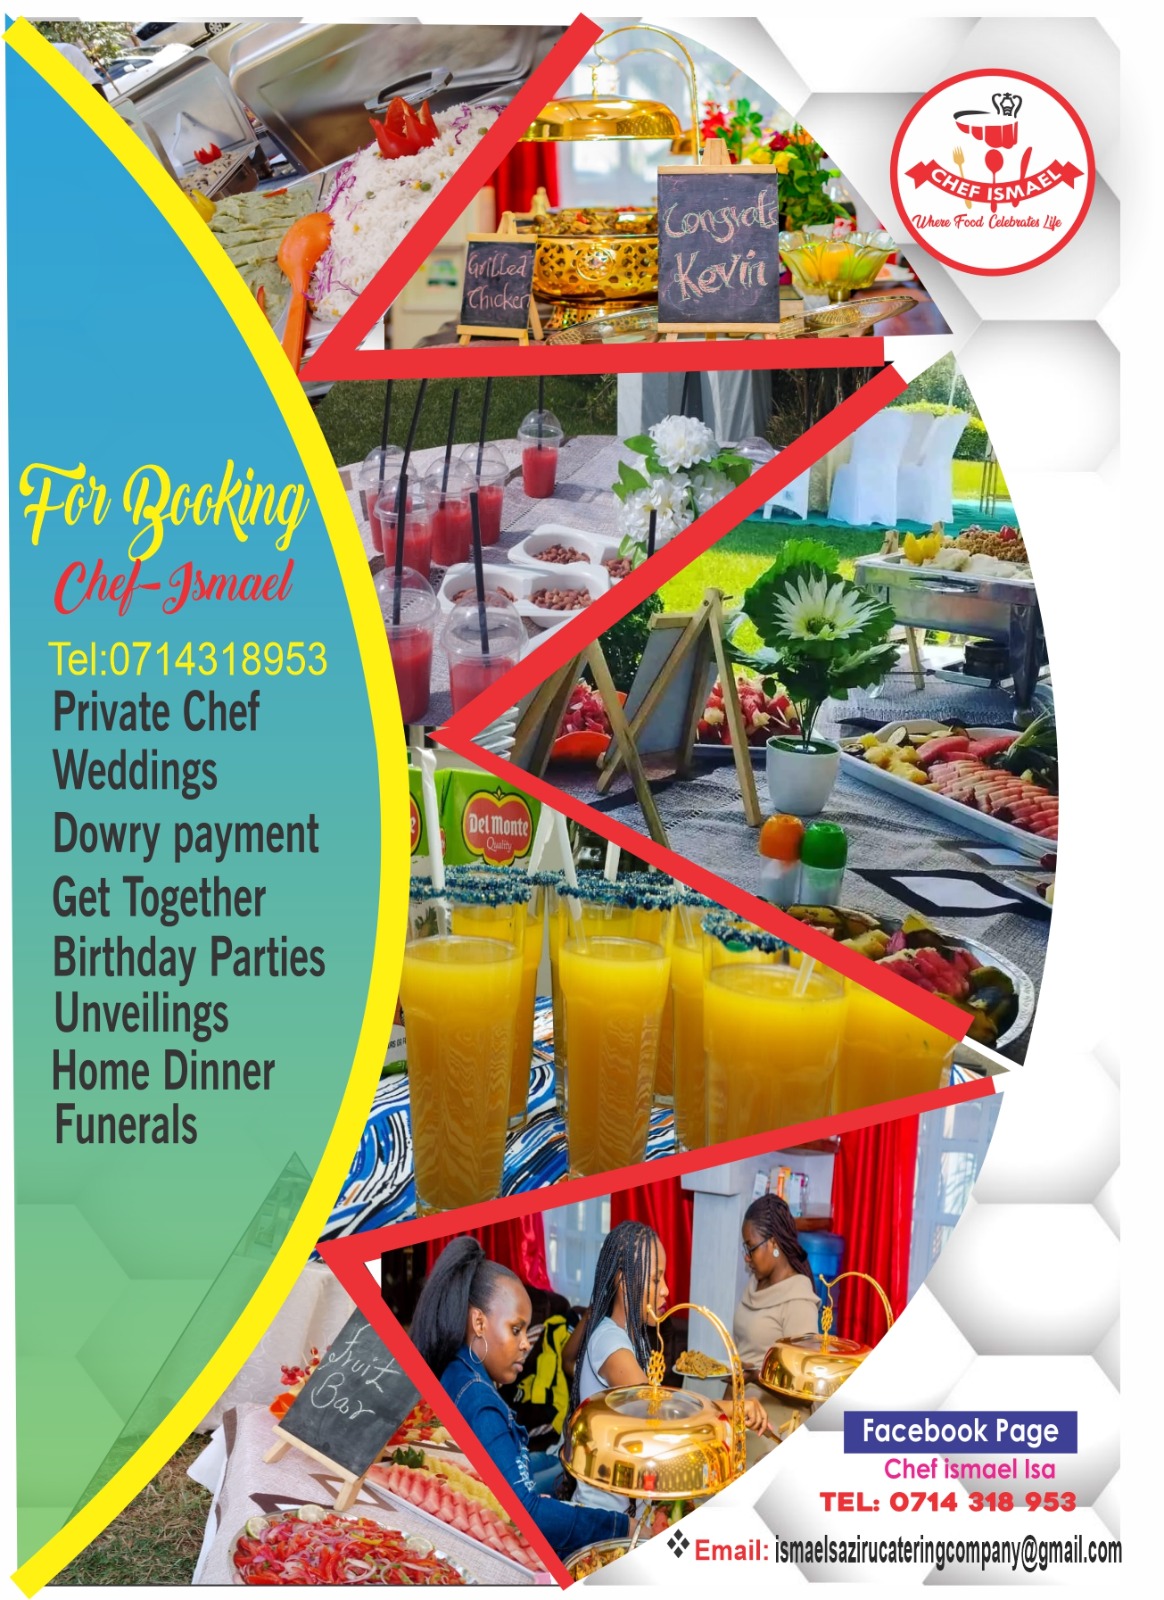 CHEF ISMAEL
Where Food Celebrates Life
Congrats
Kevin
Grilled
Chicken
For Booking
Chef-Ismael
Tel:0714318953
Private Chef
Weddings
Dowry payment
Get Together
Birthday Parties
Unveilings
Home Dinner
Funerals
Del Monte
Quality
Fruit
Bar
Facebook Page
Chef ismael Isa
TEL: 0714 318 953
❖ Email: ismaelsazirucateringcompany@gmail.com